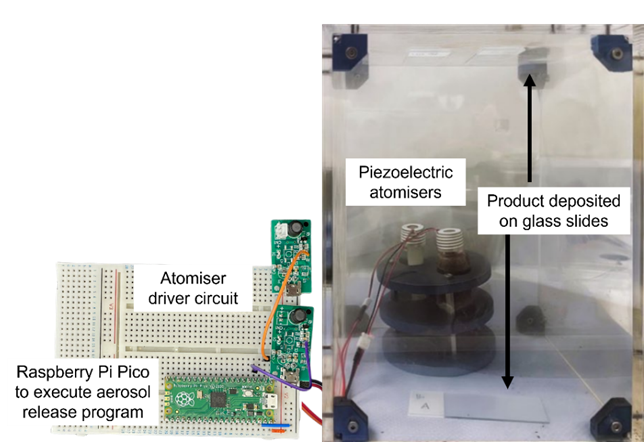 Piezoelectric
atomisers
Product deposited
on glass slides
Atomiser
driver circuit
Raspberry Pi Pico
to execute aerosol
release program
A